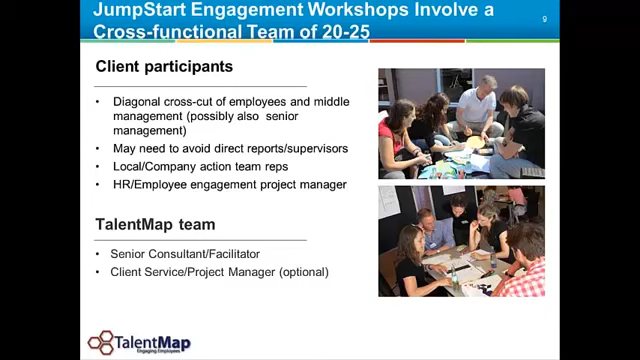 JumpStart Engagement Workshops Involve a
Cross-functional Team of 20-25
9
Client participants
• Diagonal cross-cut of employees and middle
management (possibly also senior
management)
• May need to avoid direct reports/supervisors
• Local/Company action team reps
• HR/Employee engagement project manager
TalentMap team
• Senior Consultant/Facilitator
• Client Service/Project Manager (optional)
TalentMap
Engaging Employees